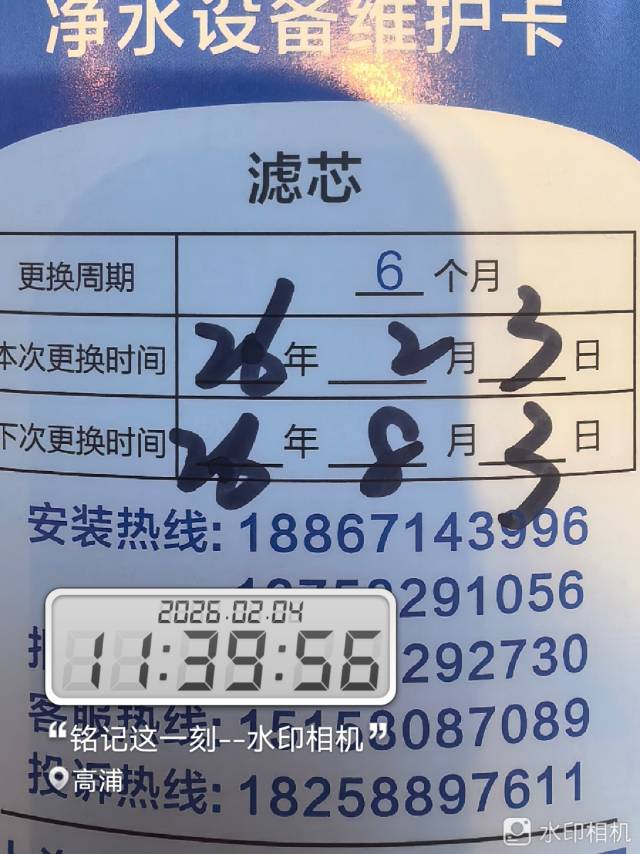 净水设备维护卡
滤芯
更换周期 6 个月
本次更换时间 26 年 2 月 3 日
下次更换时间 26 年 8 月 3 日
安装热线: 18867143996
291056
292730
客服热线: 15158087089
投诉热线: 18258897611
2026.02.04
11:39:56
“铭记这一刻--水印相机”
高浦
水印相机